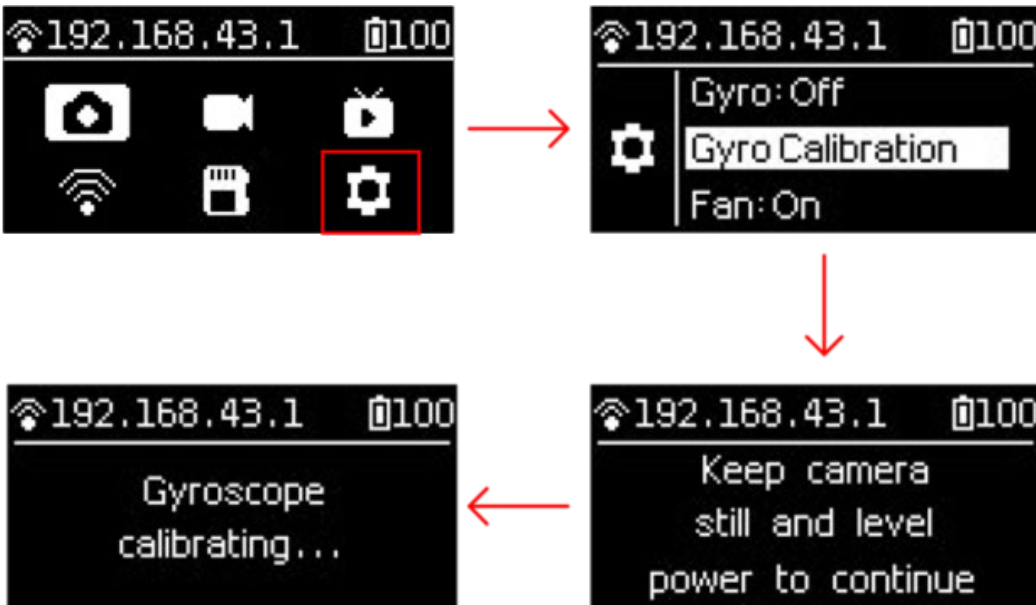 192.168.43.1 100
192.168.43.1 100
Gyro: Off
Gyro Calibration
Fan: On
192.168.43.1 100
Keep camera
still and level
power to continue
192.168.43.1 100
Gyroscope
calibrating...